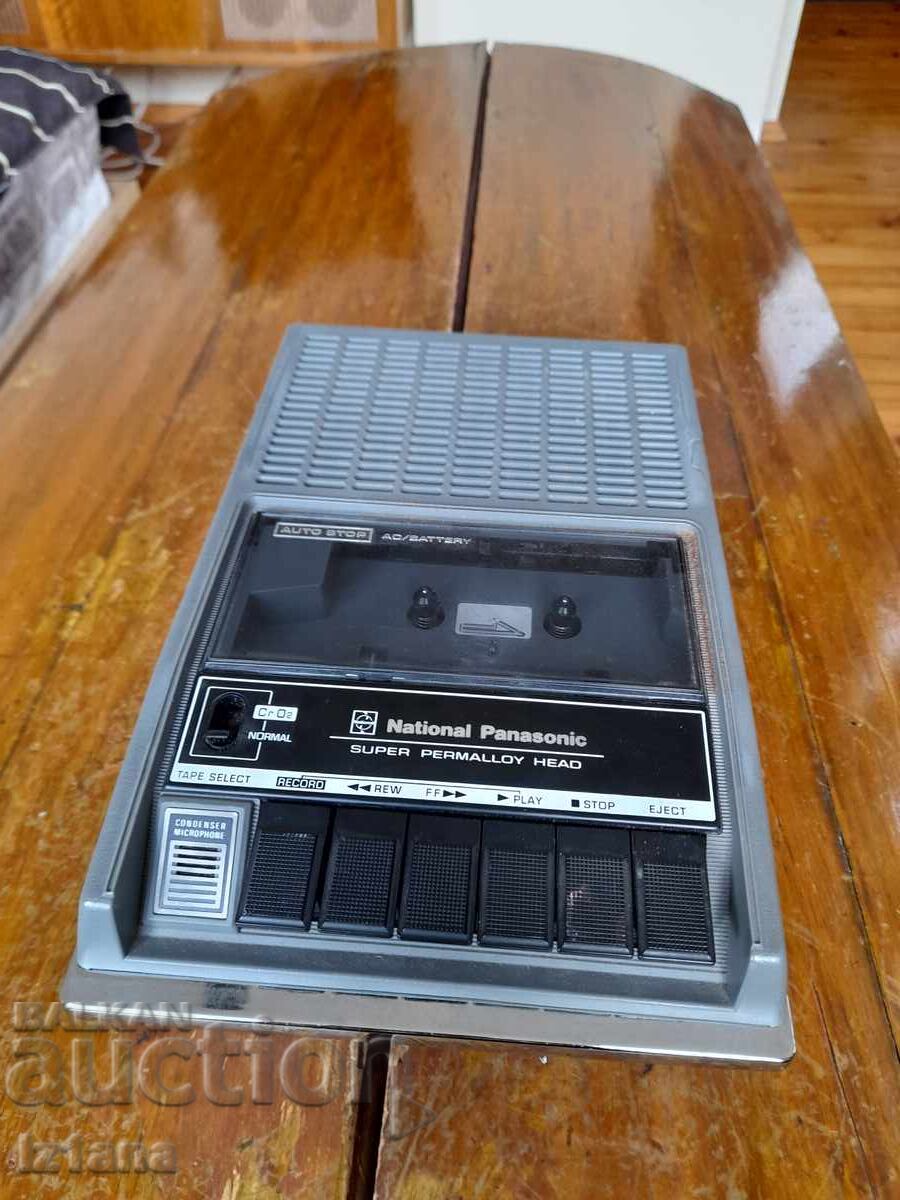 AUTO STOP AC/BATTERY
CrO2
NORMAL
National Panasonic
SUPER PERMALLOY HEAD
TAPE SELECT RECORD ◀◀ REW FF ▶▶ ▶ PLAY ■ STOP EJECT
CONDENSER
MICROPHONE
BALKAN
auction
Iztana